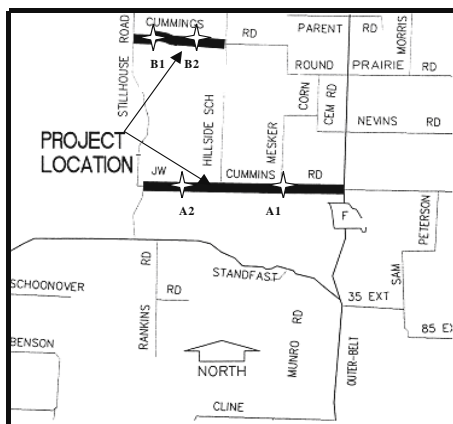 CUMMINGS
RD
PARENT
RD
MORRIS
STILLHOUSE ROAD
B1 B2
ROUND PRAIRIE RD
CORN
CEM RD
NEVINS RD
PROJECT
LOCATION
HILLSIDE SCH
MESKER
JW CUMMINS RD
A2 A1
F
PETERSON
SAM
STANDFAST
SCHOONOVER
RD
RANKINS
RD
35 EXT
MUNRO RD
OUTER-BELT
85 EX
BENSON
NORTH
CLINE